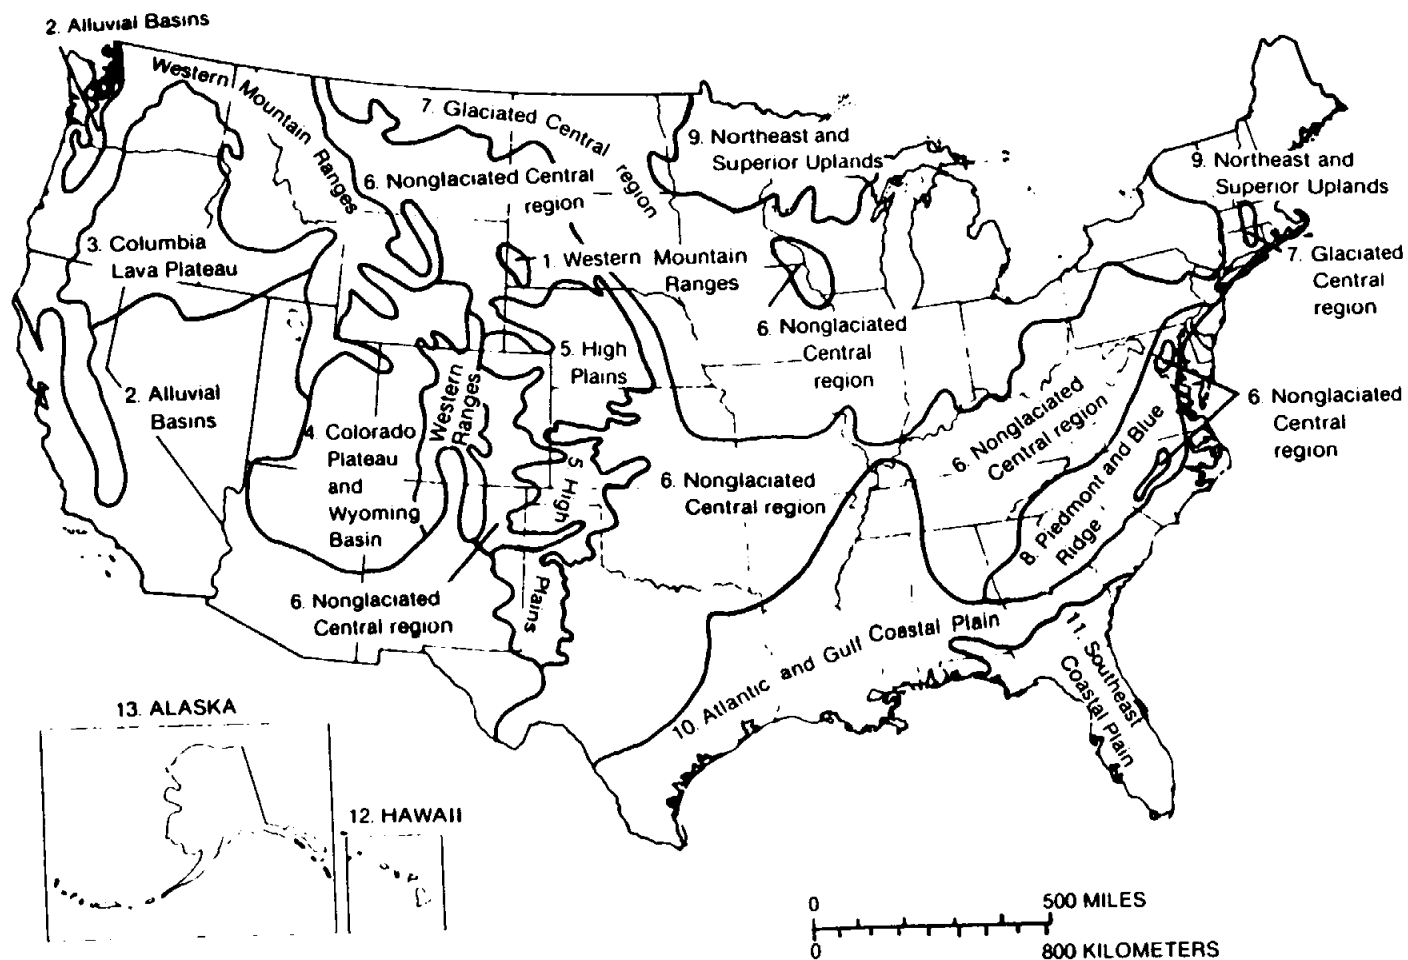 2. Alluvial Basins
Western Mountain Ranges
7. Glaciated Central region
9. Northeast and
Superior Uplands
9. Northeast and
Superior Uplands
6. Nonglaciated Central
region
3. Columbia
Lava Plateau
1. Western Mountain
Ranges
7. Glaciated
Central
region
6. Nonglaciated
Central
region
5. High
Plains
2. Alluvial
Basins
Western
Ranges
4. Colorado
Plateau
and
Wyoming
Basin
5. High
Plains
6. Nonglaciated
Central region
6. Nonglaciated
Central region
8. Piedmont and Blue
Ridge
6. Nonglaciated
Central
region
6. Nonglaciated
Central region
10. Atlantic and Gulf Coastal Plain
11. Southeast
Coastal Plain
13. ALASKA
12. HAWAII
0 500 MILES
0 800 KILOMETERS